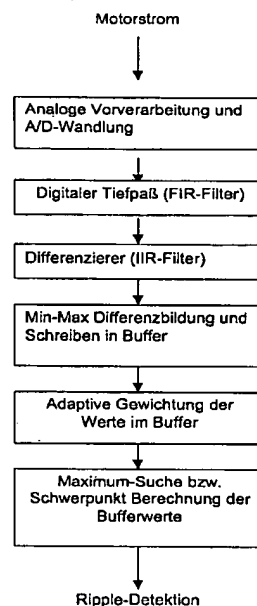 Motorstrom
Analoge Vorverarbeitung und
A/D-Wandlung
Digitaler Tiefpaß (FIR-Filter)
Differenzierer (IIR-Filter)
Min-Max Differenzbildung und
Schreiben in Buffer
Adaptive Gewichtung der
Werte im Buffer
Maximum-Suche bzw.
Schwerpunkt Berechnung der
Bufferwerte
Ripple-Detektion